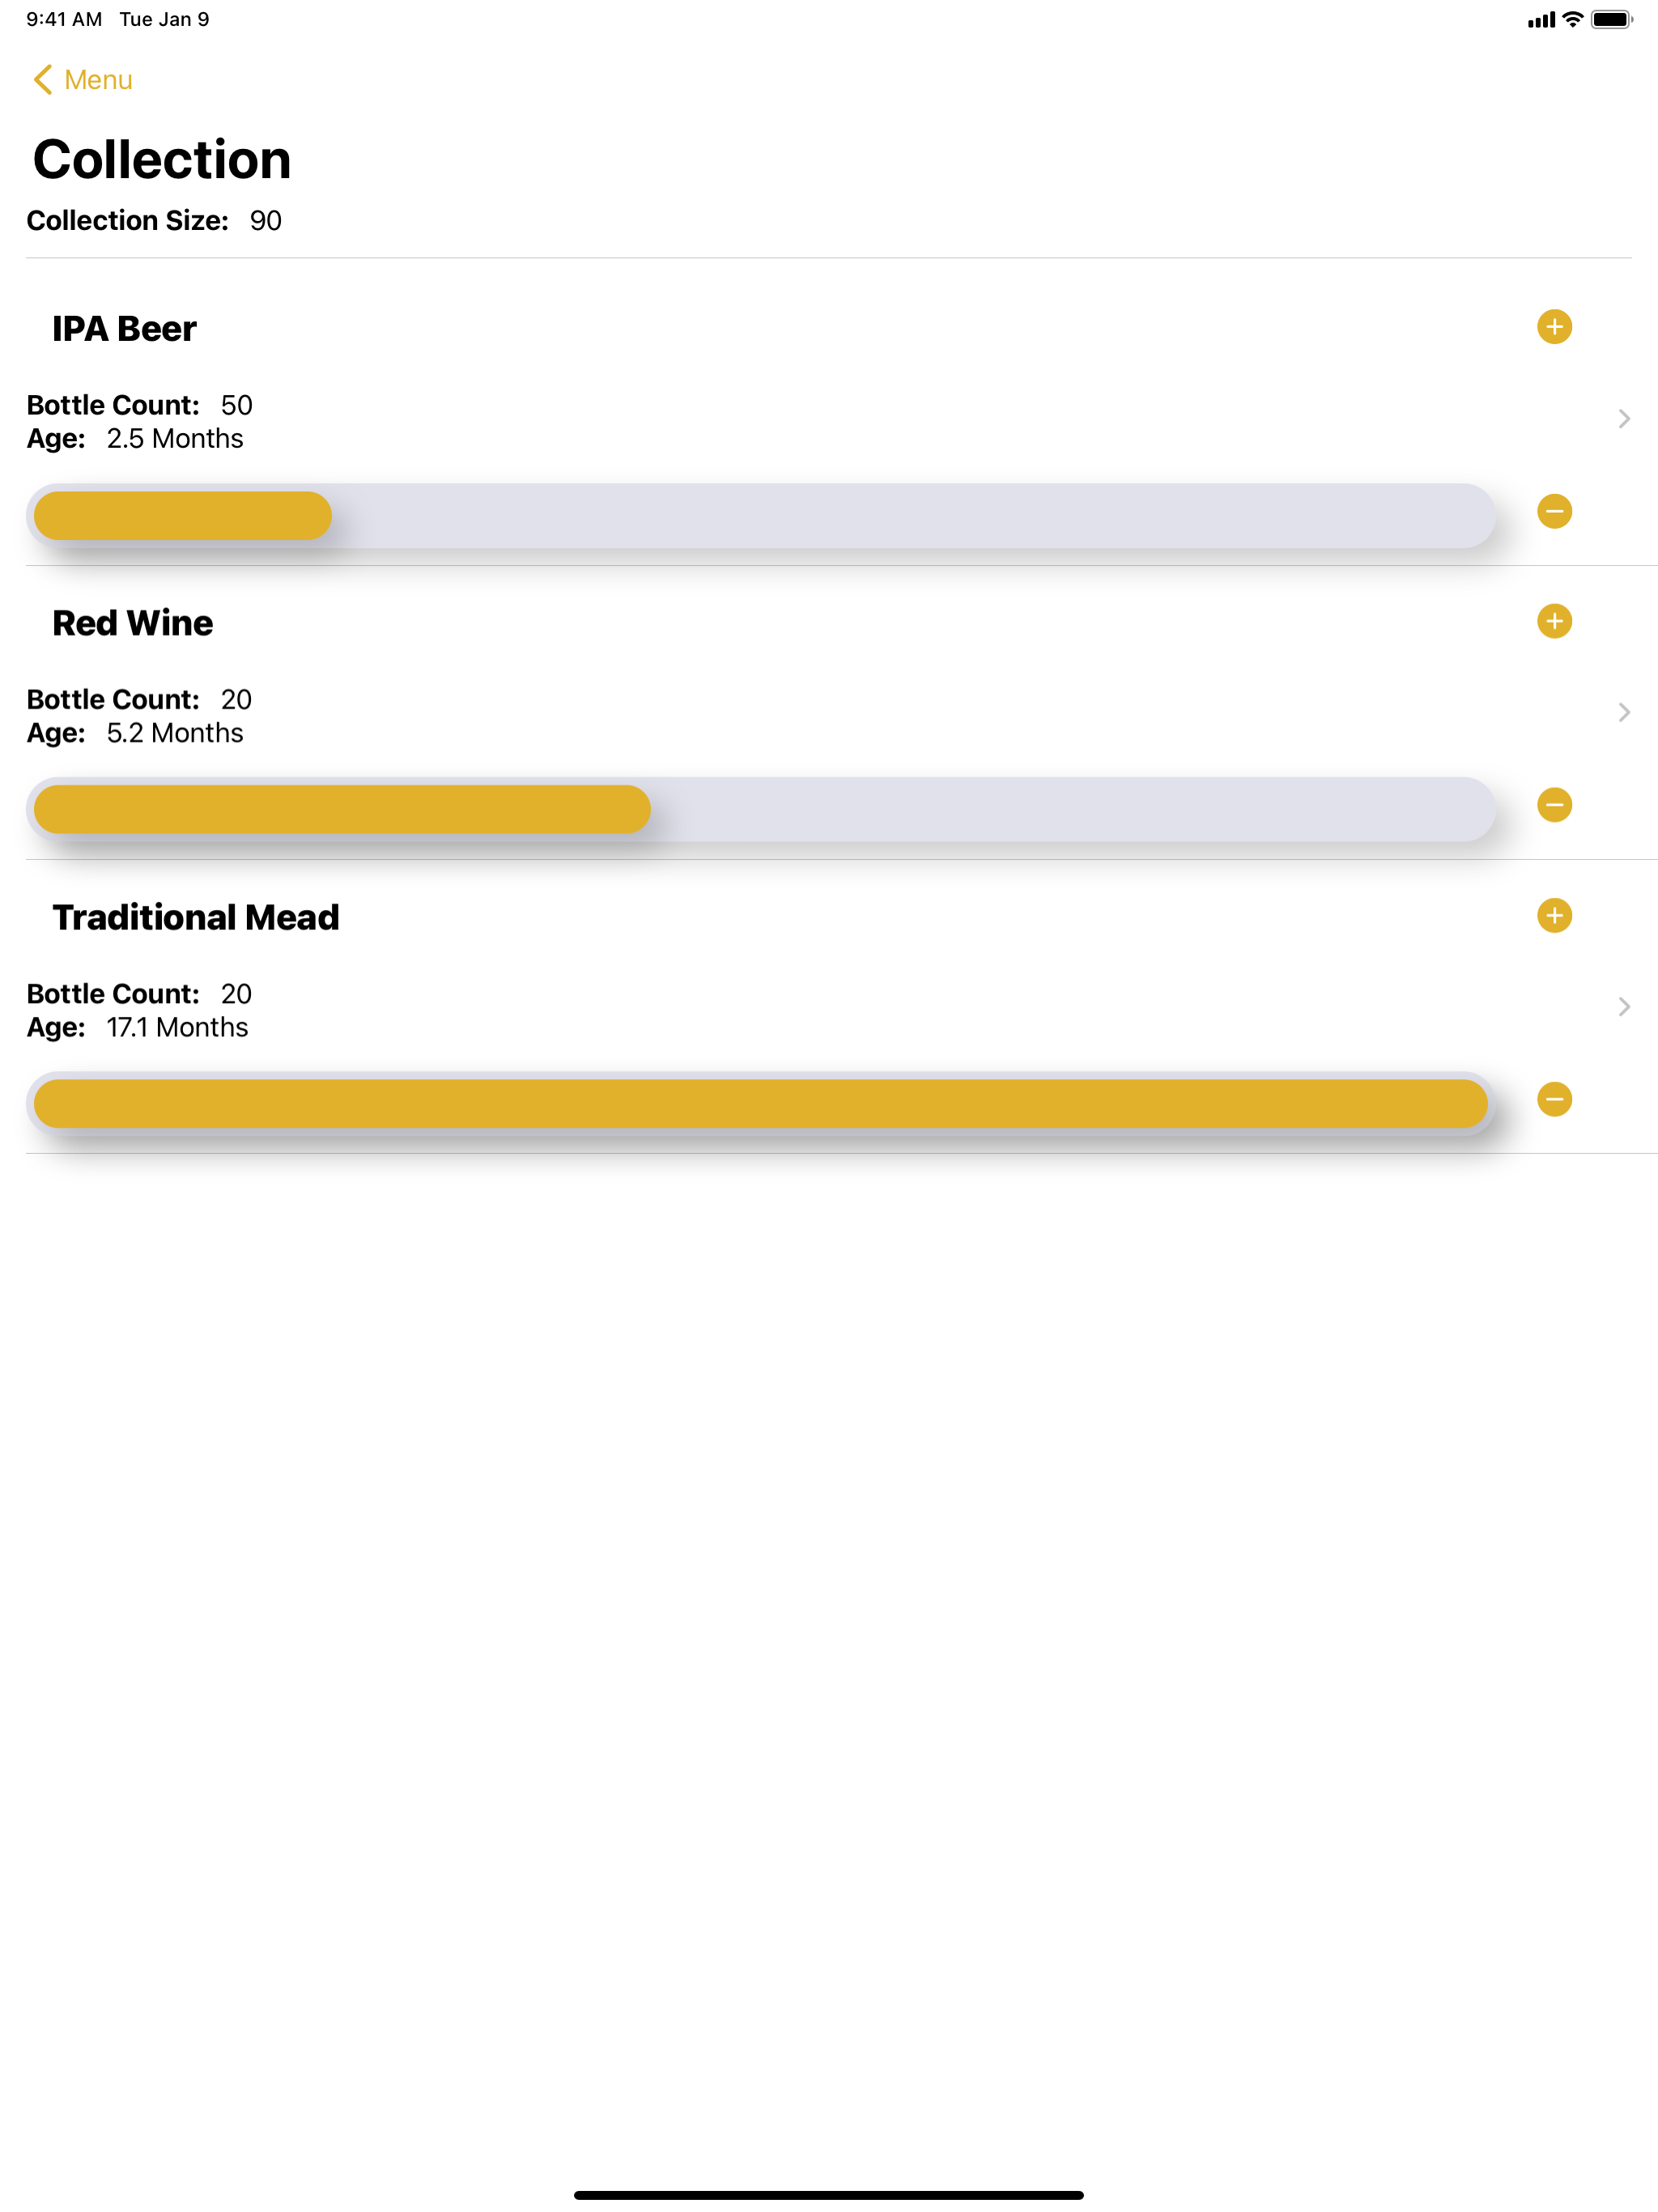 9:41 AM Tue Jan 9
Menu
Collection
Collection Size: 90
IPA Beer
Bottle Count: 50
Age: 2.5 Months
Red Wine
Bottle Count: 20
Age: 5.2 Months
Traditional Mead
Bottle Count: 20
Age: 17.1 Months